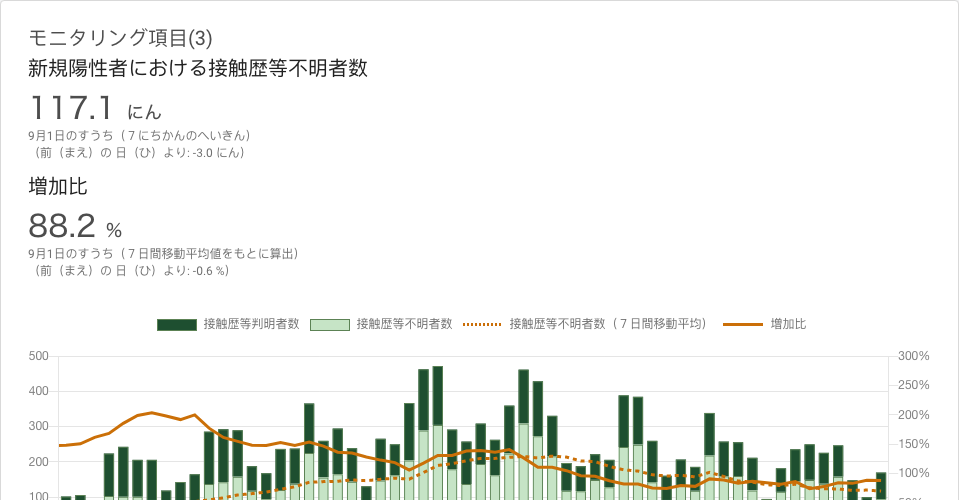 モニタリング項目(3)
新規陽性者における接触歴等不明者数
117.1 にん
9月1日のすうち（７にちかんのへいきん）
（前（まえ）の 日（ひ）より: -3.0 にん）
増加比
88.2 %
9月1日のすうち（７日間移動平均値をもとに算出）
（前（まえ）の 日（ひ）より: -0.6 %）
接触歴等判明者数 接触歴等不明者数 接触歴等不明者数（７日間移動平均） 増加比
500 300%
250%
400
200%
300
150%
200
100%
100